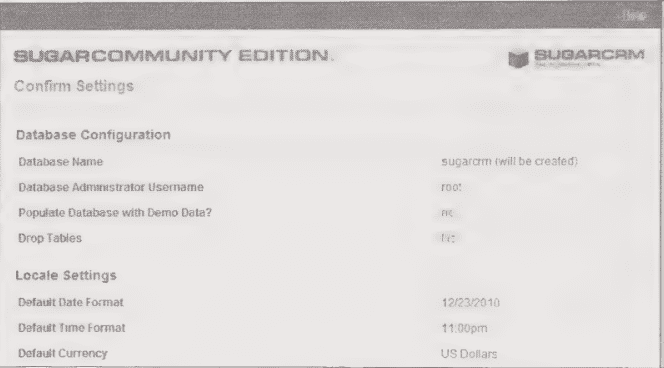 SUGARCOMMUNITY EDITION.
SUGARCRM
Confirm Settings
Database Configuration
Database Name sugarcrm (will be created)
Database Administrator Username root
Populate Database with Demo Data? no
Drop Tables
Locale Settings
Default Date Format 12/23/2010
Default Time Format 11:00pm
Default Currency US Dollars